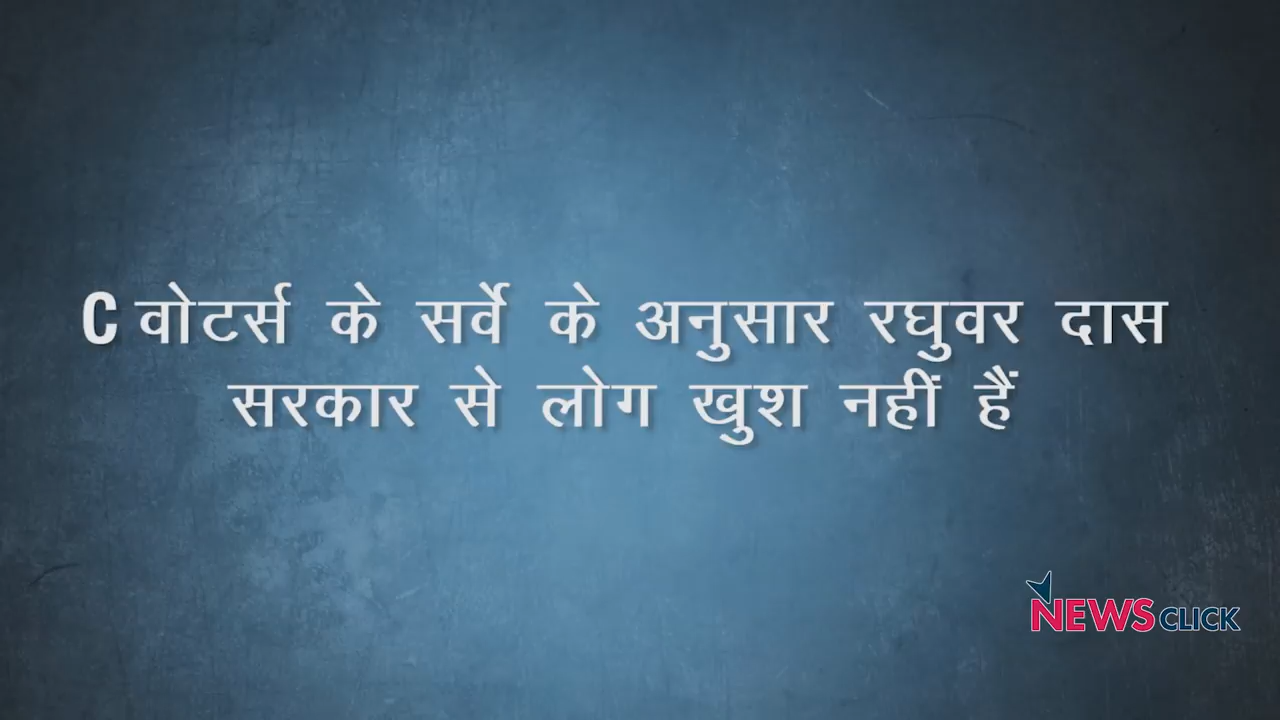 C वोटर्स के सर्वे के अनुसार रघुवर दास
सरकार से लोग खुश नहीं हैं
NEWSCLICK